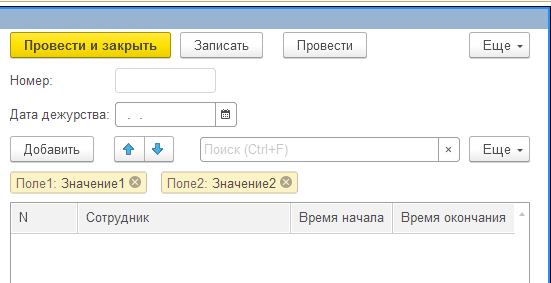 Провести и закрыть Записать Провести Еще
Номер:
Дата дежурства: . .
Добавить Поиск (Ctrl+F) × Еще
Поле1: Значение1 Поле2: Значение2
N Сотрудник Время начала Время окончания